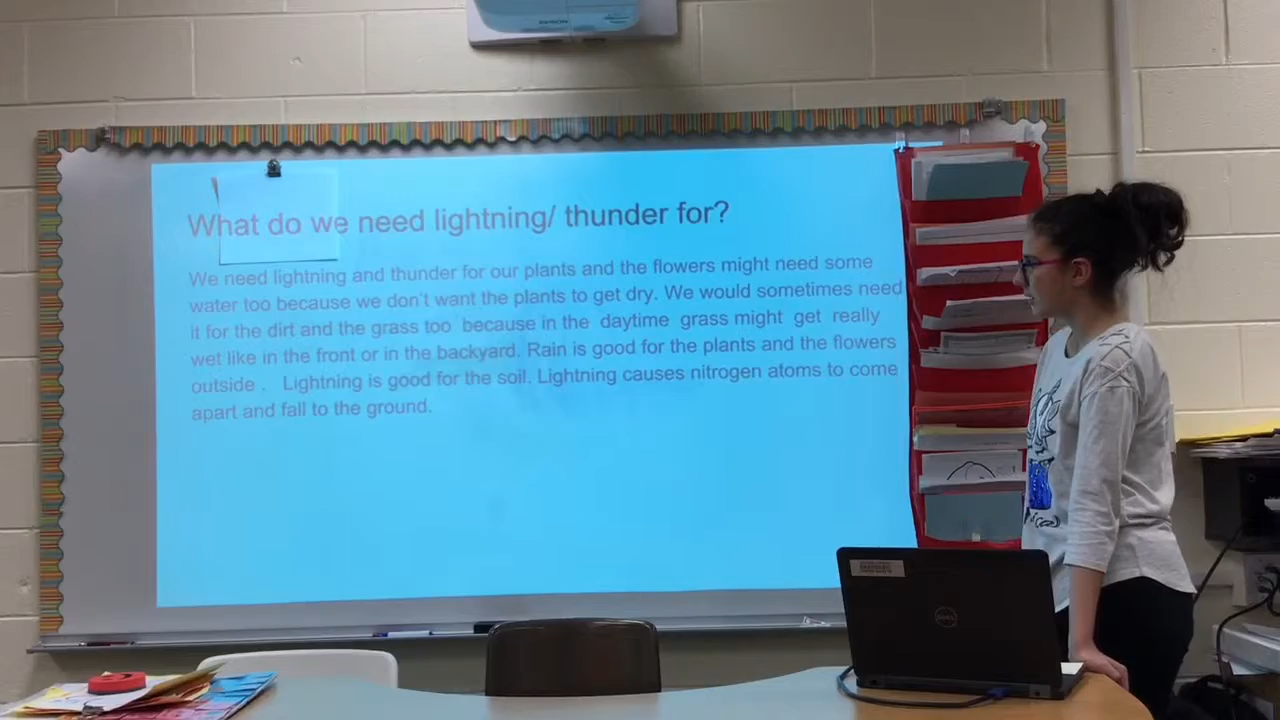 EPSON
What do we need lightning/ thunder for?
We need lightning and thunder for our plants and the flowers might need some
water too because we don't want the plants to get dry. We would sometimes need
it for the dirt and the grass too because in the daytime grass might get really
wet like in the front or in the backyard. Rain is good for the plants and the flowers
outside . Lightning is good for the soil. Lightning causes nitrogen atoms to come
apart and fall to the ground.
DELL